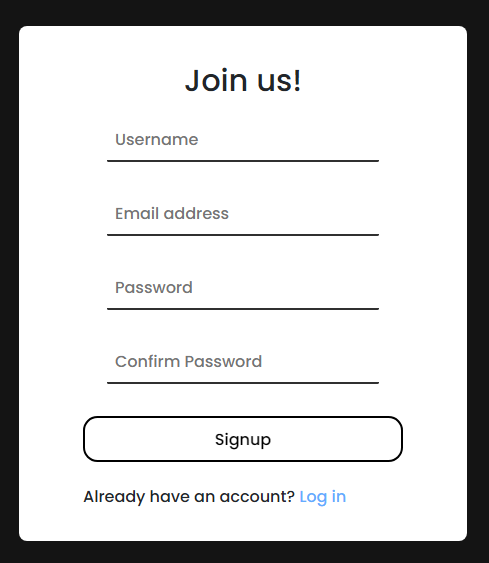 Join us!
Username
Email address
Password
Confirm Password
Signup
Already have an account? Log in